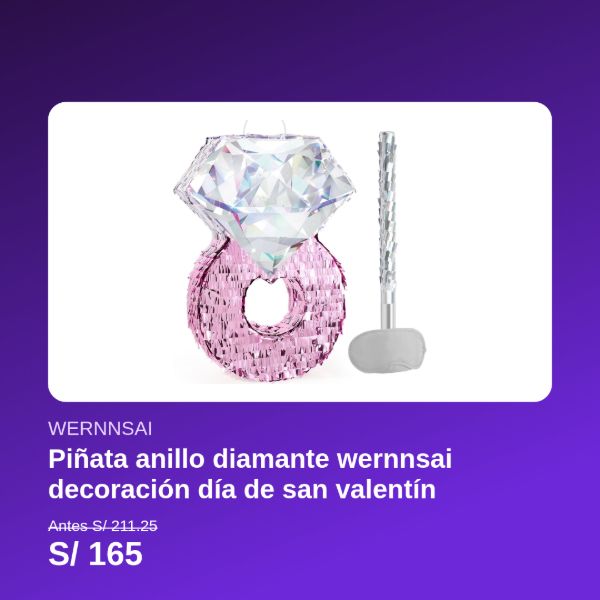 WERNNSAI
Piñata anillo diamante wernnsai
decoración día de san valentín
Antes S/ 211.25
S/ 165